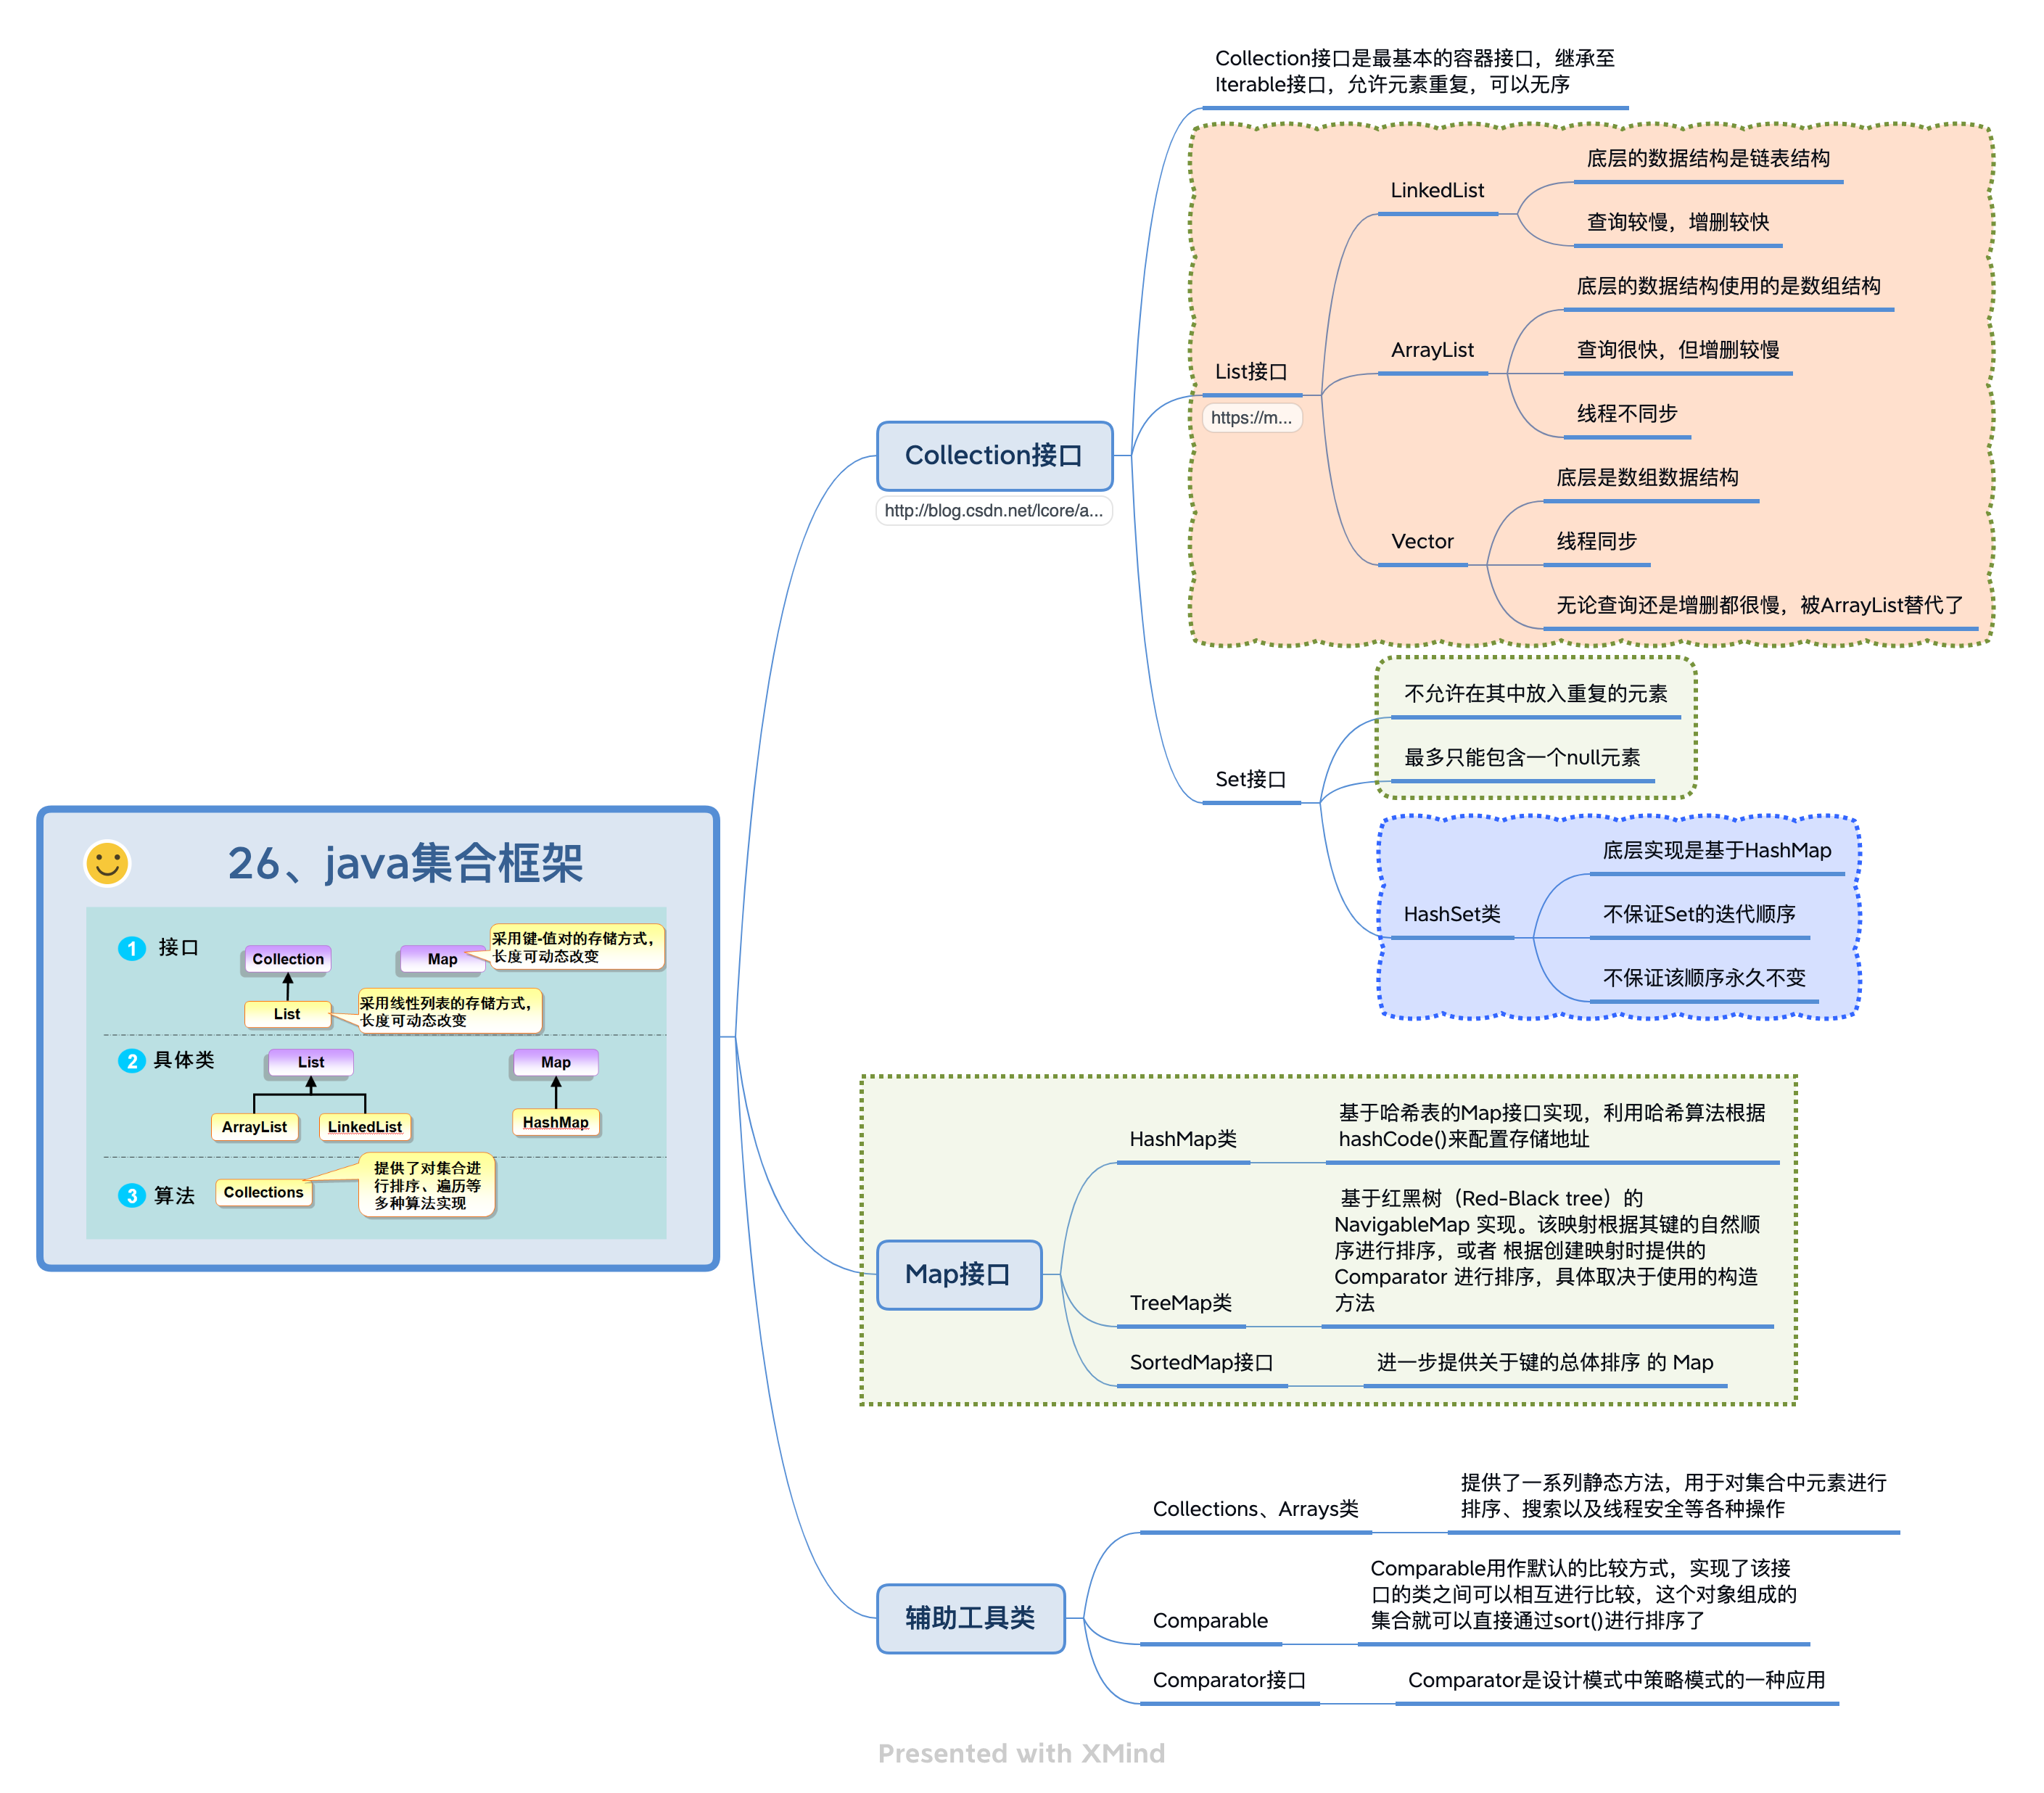 26、java集合框架
1 接口
Collection
Map
采用键-值对的存储方式，
长度可动态改变
List
采用线性列表的存储方式，
长度可动态改变
2 具体类
List
Map
ArrayList
LinkedList
HashMap
3 算法
Collections
提供了对集合进
行排序、遍历等
多种算法实现
Collection接口
http://blog.csdn.net/lcore/a...
Collection接口是最基本的容器接口，继承至
Iterable接口，允许元素重复，可以无序
List接口
https://m...
LinkedList
底层的数据结构是链表结构
查询较慢，增删较快
ArrayList
底层的数据结构使用的是数组结构
查询很快，但增删较慢
线程不同步
Vector
底层是数组数据结构
线程同步
无论查询还是增删都很慢，被ArrayList替代了
Set接口
不允许在其中放入重复的元素
最多只能包含一个null元素
HashSet类
底层实现是基于HashMap
不保证Set的迭代顺序
不保证该顺序永久不变
Map接口
HashMap类
基于哈希表的Map接口实现，利用哈希算法根据
hashCode()来配置存储地址
TreeMap类
基于红黑树（Red-Black tree）的
NavigableMap 实现。该映射根据其键的自然顺
序进行排序，或者 根据创建映射时提供的
Comparator 进行排序，具体取决于使用的构造
方法
SortedMap接口
进一步提供关于键的总体排序 的 Map
辅助工具类
Collections、Arrays类
提供了一系列静态方法，用于对集合中元素进行
排序、搜索以及线程安全等各种操作
Comparable
Comparable用作默认的比较方式，实现了该接
口的类之间可以相互进行比较，这个对象组成的
集合就可以直接通过sort()进行排序了
Comparator接口
Comparator是设计模式中策略模式的一种应用
Presented with XMind